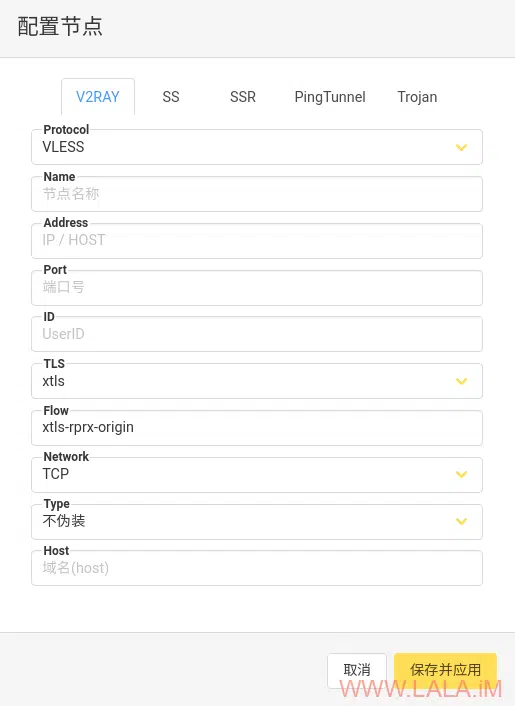 配置节点
V2RAY SS SSR PingTunnel Trojan
Protocol
VLESS
Name
节点名称
Address
IP / HOST
Port
端口号
ID
UserID
TLS
xtls
Flow
xtls-rprx-origin
Network
TCP
Type
不伪装
Host
域名(host)
取消 保存并应用
WWW.LALA.iM